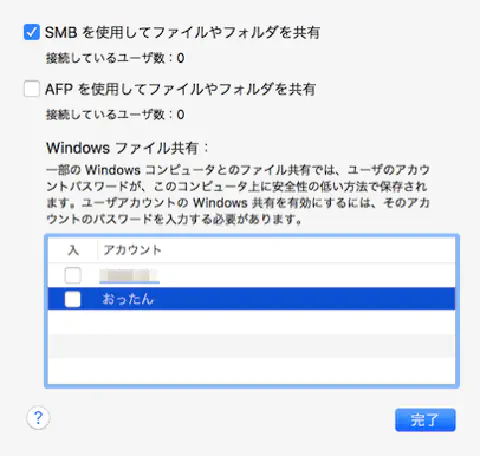 SMB を使用してファイルやフォルダを共有
接続しているユーザ数：0
AFP を使用してファイルやフォルダを共有
接続しているユーザ数：0
Windows ファイル共有：
一部の Windows コンピュータとのファイル共有では、ユーザのアカウ
ントパスワードが、このコンピュータ上に安全性の低い方法で保存されま
ます。ユーザアカウントの Windows 共有を有効にするには、そのアカ
ウントのパスワードを入力する必要があります。
入 アカウント
おったん
? 完了